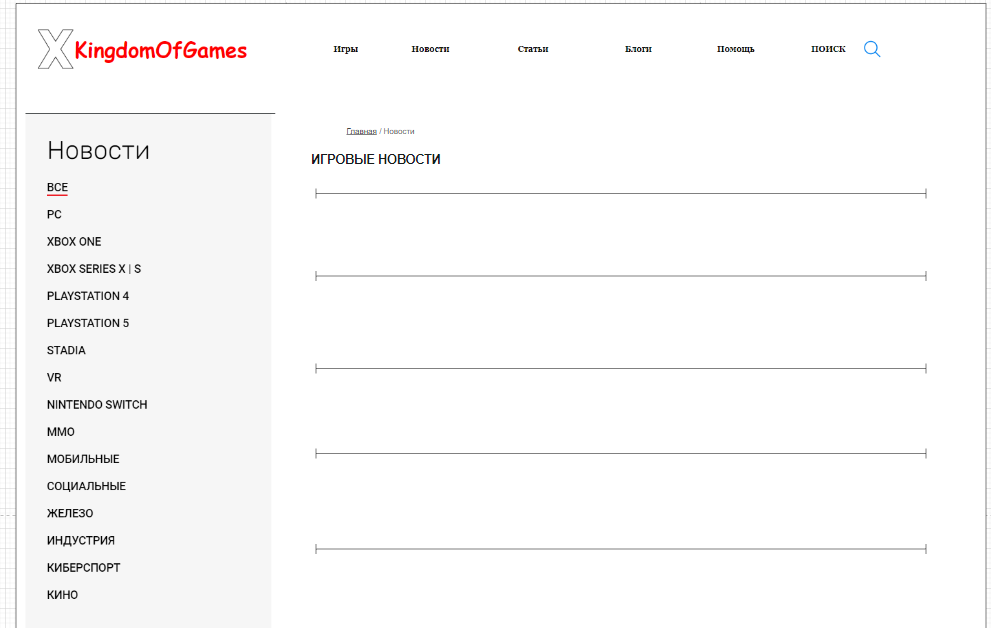 X KingdomOfGames
Игры Новости Статьи Блоги Помощь ПОИСК
Новости
ВСЕ
PC
XBOX ONE
XBOX SERIES X | S
PLAYSTATION 4
PLAYSTATION 5
STADIA
VR
NINTENDO SWITCH
MMO
МОБИЛЬНЫЕ
СОЦИАЛЬНЫЕ
ЖЕЛЕЗО
ИНДУСТРИЯ
КИБЕРСПОРТ
КИНО
Главная / Новости
ИГРОВЫЕ НОВОСТИ